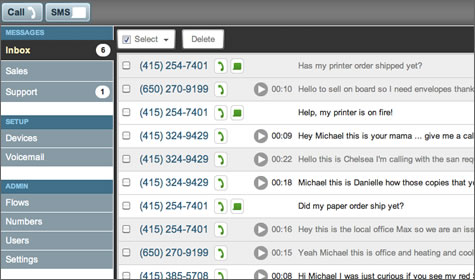 Call SMS
MESSAGES
Inbox 6
Sales
Support 1
SETUP
Devices
Voicemail
ADMIN
Flows
Numbers
Users
Settings
Select Delete
(415) 254-7401 Has my printer order shipped yet?
(650) 270-9199 00:10 Hello to sell on board so I need envelopes thank
(415) 254-7401 Help, my printer is on fire!
(415) 324-9429 00:09 Hey Michael this is your mama ... give me a cal
(415) 324-9429 00:22 Hello this is Chelsea I'm calling with the san req
(415) 324-9429 00:18 Michael this is Danielle how those copies that y
(415) 254-7401 Did my paper order ship yet?
(415) 254-7401 00:16 Hey this is the local office Max so we are an iss
(650) 270-9199 00:15 Yeah Michael this is office and heating and coo
(415) 385-5708 00:08 Hi Michael I was just curious if you see my red